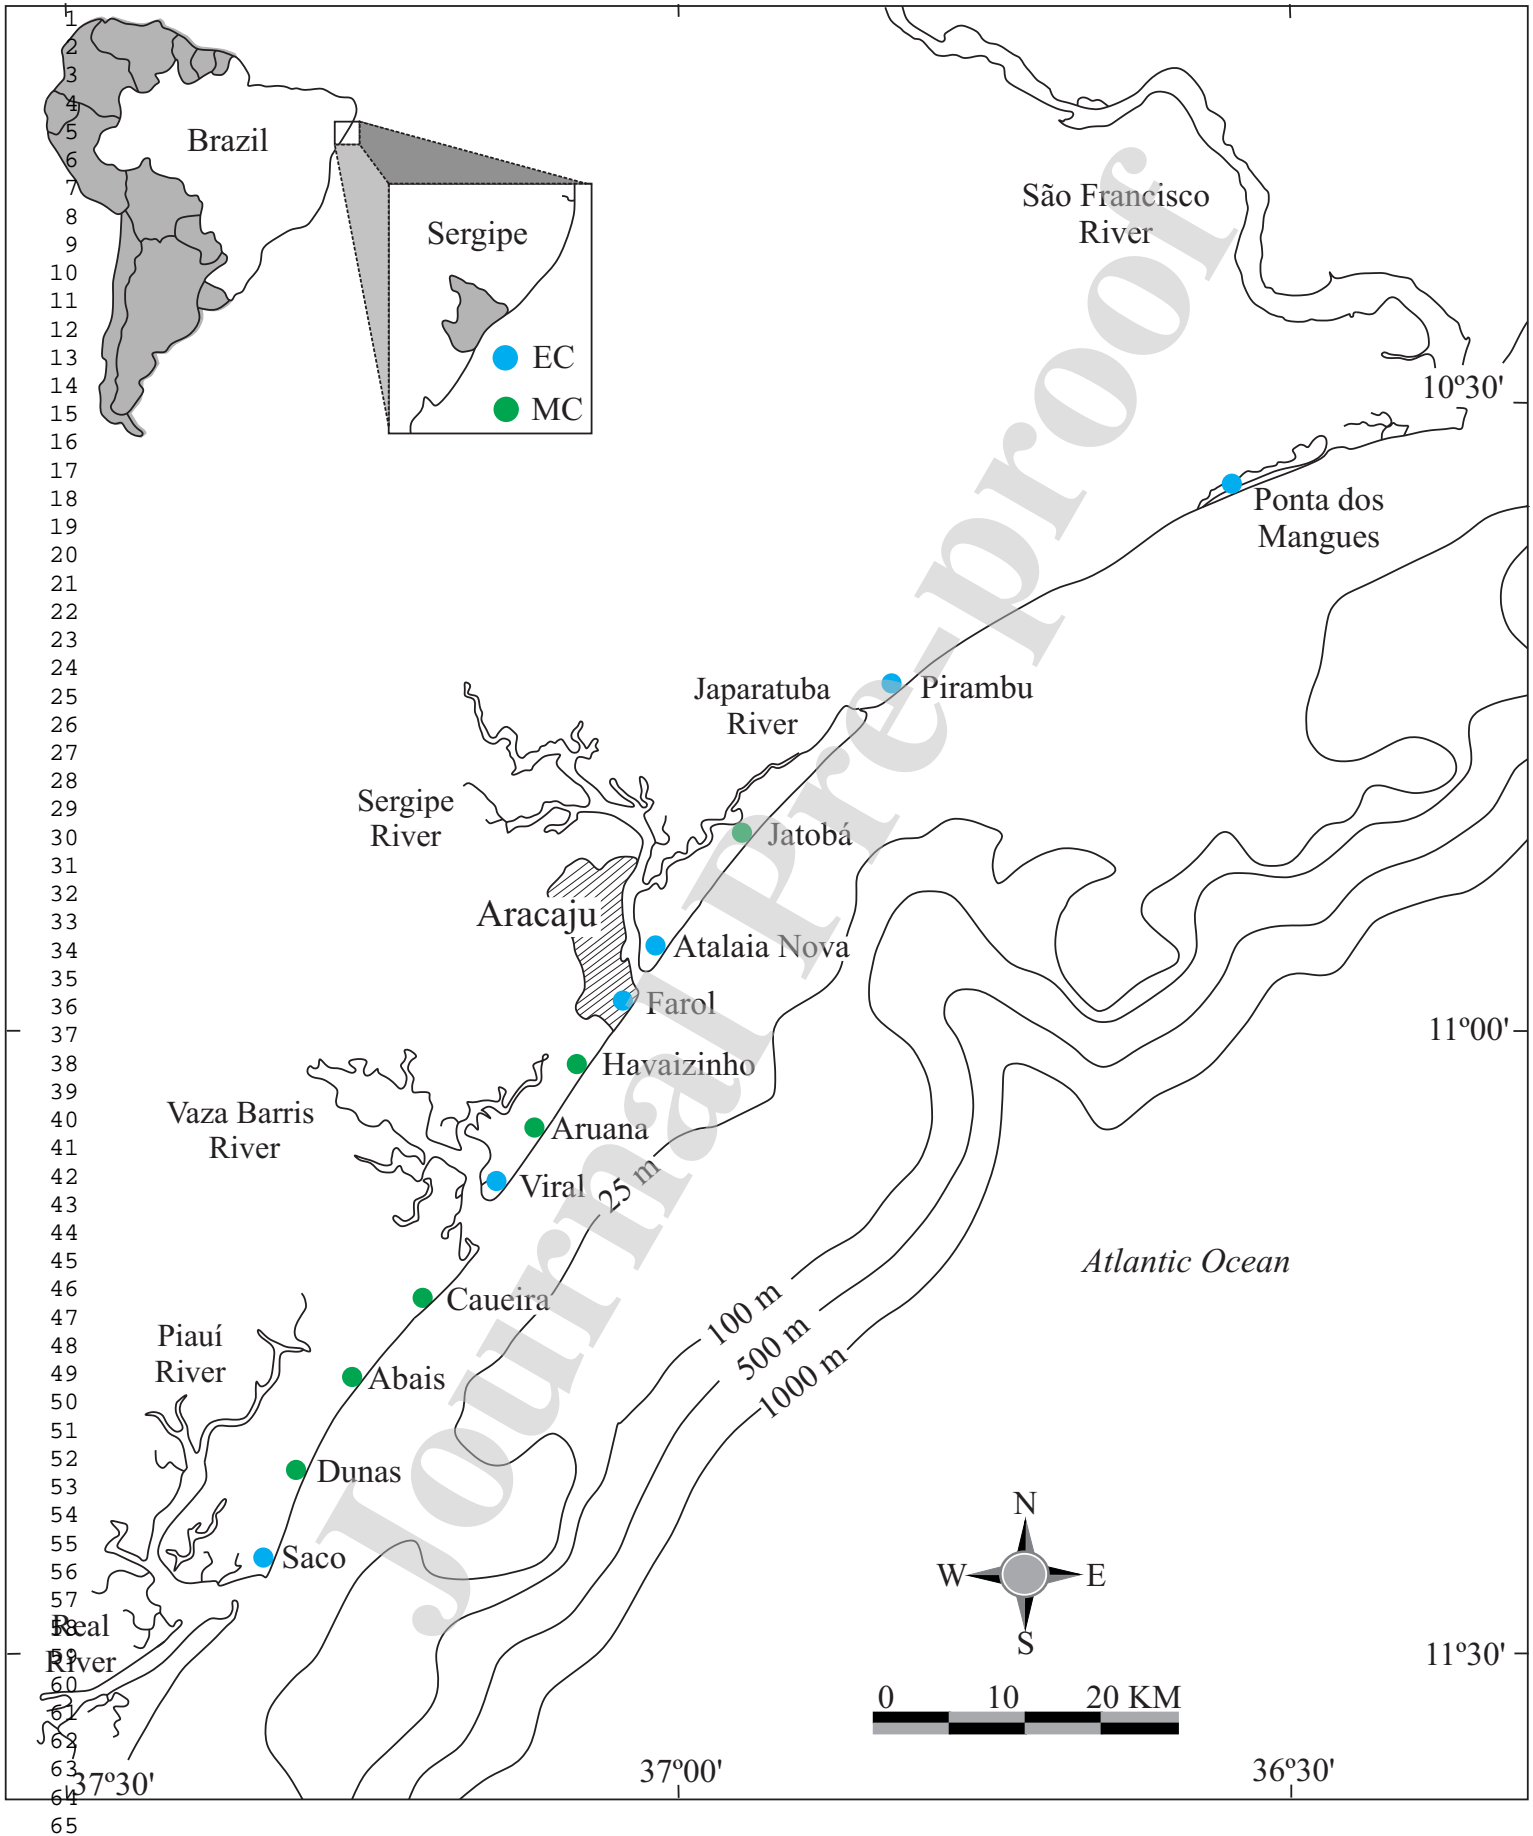 1
2
3
4
5
6
7
8
9
10
11
12
13
14
15
16
17
18
19
20
21
22
23
24
25
26
27
28
29
30
31
32
33
34
35
36
37
38
39
40
41
42
43
44
45
46
47
48
49
50
51
52
53
54
55
56
57
58
59
60
61
62
63
64
65
Brazil
Sergipe
EC
MC
São Francisco
River
10º30'
Ponta dos
Mangues
Pirambu
Japaratuba
River
Jatobá
Sergipe
River
Aracaju
Atalaia Nova
Farol
11º00'
Havaizinho
Aruana
Vaza Barris
River
Viral
25 m
Atlantic Ocean
Caueira
100 m
500 m
1000 m
Piauí
River
Abais
Dunas
Saco
Real
River
N
W
E
S
11º30'
0 10 20 KM
37º30'
37º00'
36º30'
Journal Pre-proof